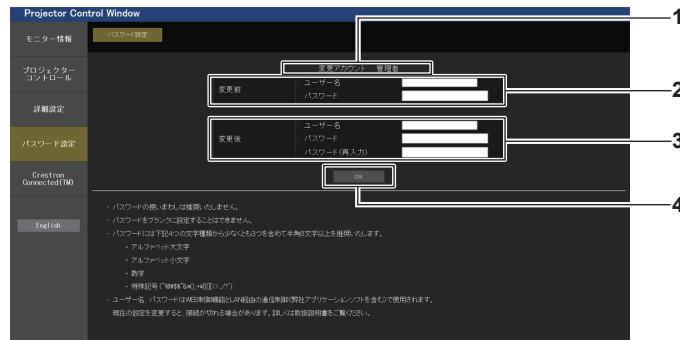 Projector Control Window
モニター情報
パスワード設定
プロジェクター
コントロール
詳細設定
パスワード設定
Crestron
Connected(TM)
English
変更アカウント : 管理者
変更前
ユーザー名
パスワード
変更後
ユーザー名
パスワード
パスワード(再入力)
OK
・パスワードの使いまわしは推奨いたしません。
・パスワードをブランクに設定することはできません。
・パスワードには下記4つの文字種類から少なくとも3つを含めて半角8文字以上を推奨いたします。
・アルファベット大文字
・アルファベット小文字
・数字
・特殊記号
・ユーザー名、パスワードはWEB制御機能とLAN経由の通信制御(弊社アプリケーションソフトを含む)で使用されます。
現在の設定を変更すると、接続が切れる場合があります。詳しくは取扱説明書をご覧ください。
1
2
3
4